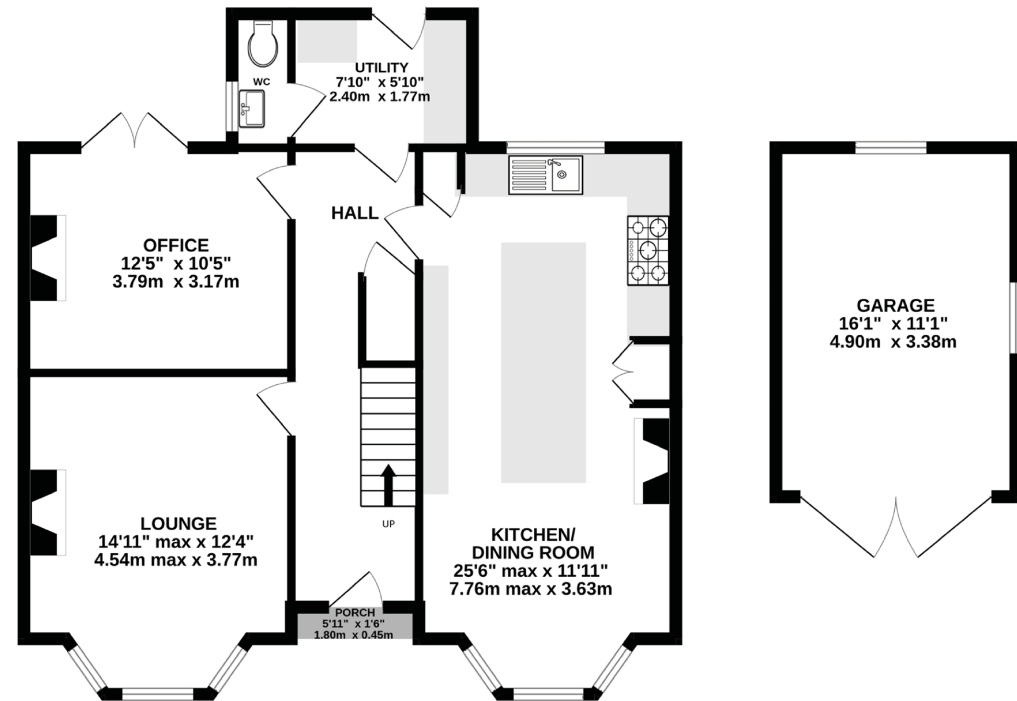 WC
UTILITY
7'10" x 5'10"
2.40m x 1.77m
HALL
OFFICE
12'5" x 10'5"
3.79m x 3.17m
GARAGE
16'1" x 11'1"
4.90m x 3.38m
LOUNGE
14'11" max x 12'4"
4.54m max x 3.77m
UP
KITCHEN/
DINING ROOM
25'6" max x 11'11"
7.76m max x 3.63m
PORCH
5'11" x 1'6"
1.80m x 0.45m